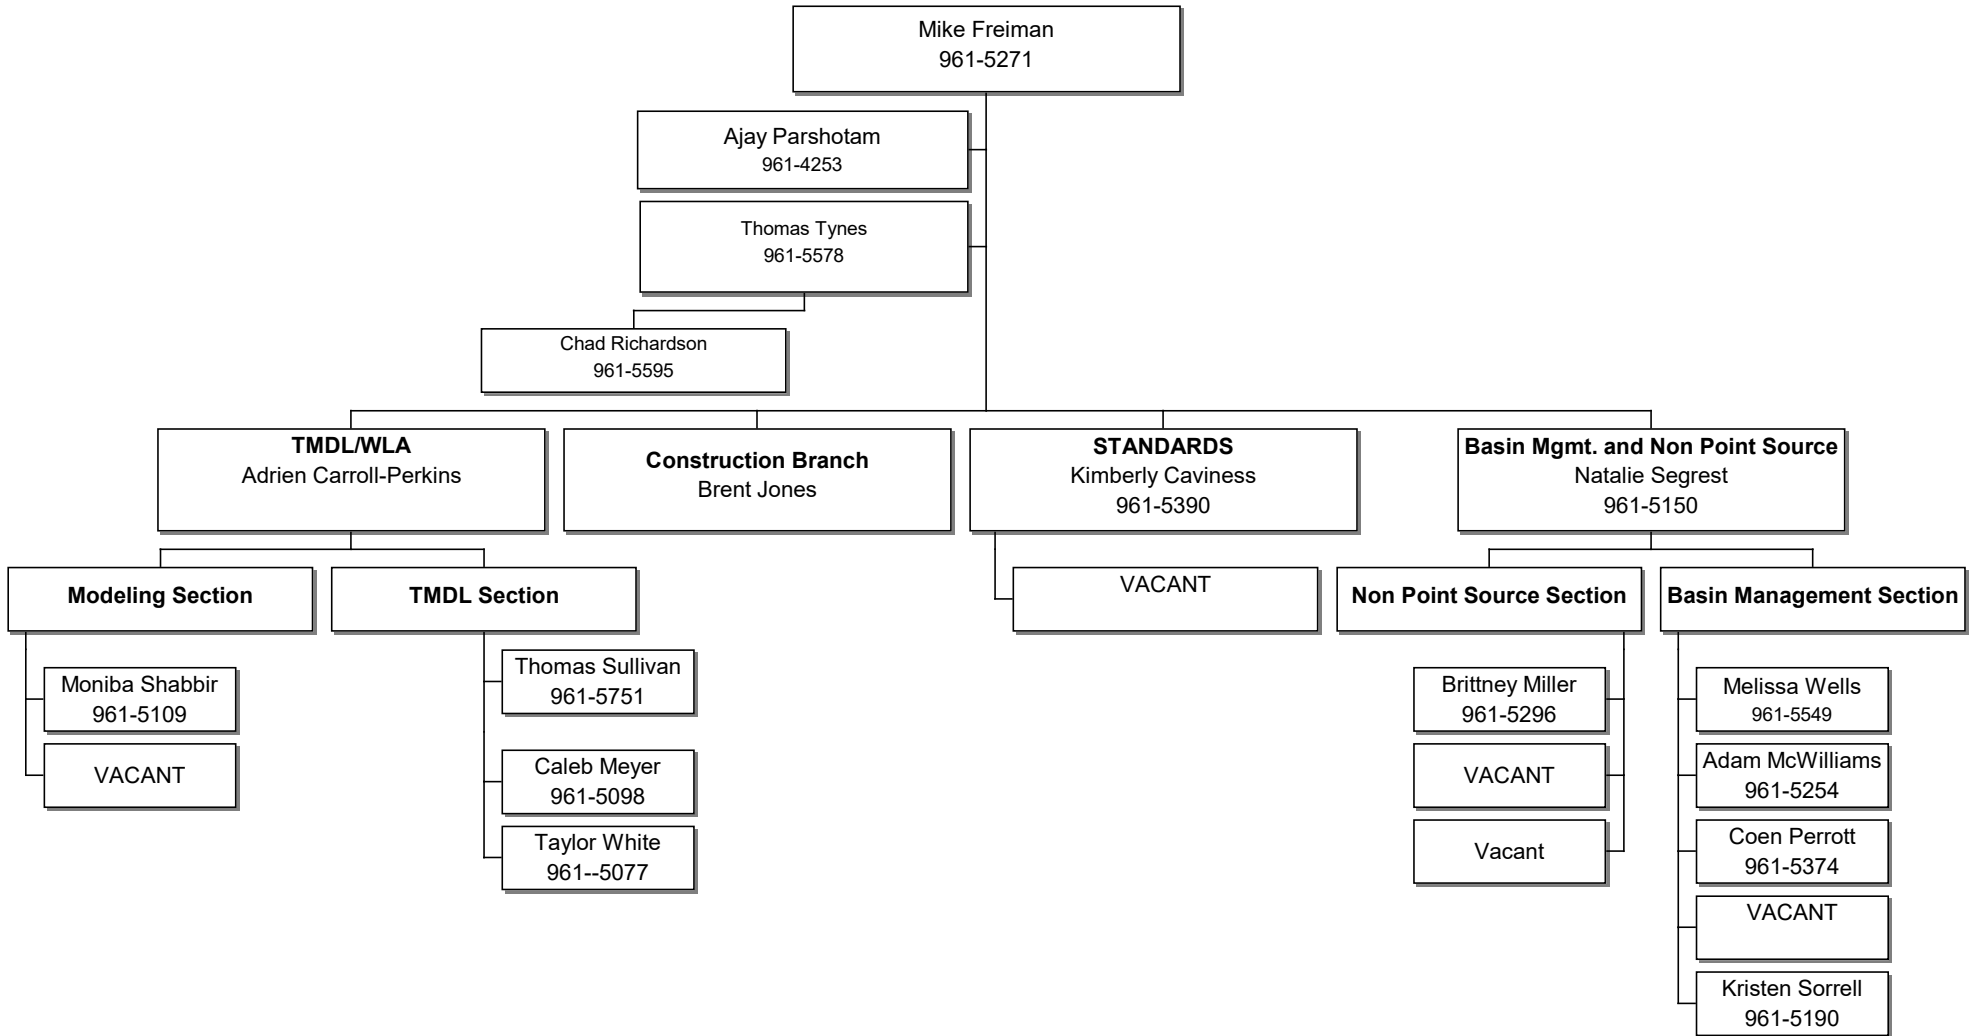 Mike Freiman
961-5271
Ajay Parshotam
961-4253
Thomas Tynes
961-5578
Chad Richardson
961-5595
TMDL/WLA
Adrien Carroll-Perkins
Construction Branch
Brent Jones
STANDARDS
Kimberly Caviness
961-5390
Basin Mgmt. and Non Point Source
Natalie Segrest
961-5150
Modeling Section
TMDL Section
VACANT
Non Point Source Section
Basin Management Section
Moniba Shabbir
961-5109
VACANT
Thomas Sullivan
961-5751
Caleb Meyer
961-5098
Taylor White
961--5077
Brittney Miller
961-5296
VACANT
Vacant
Melissa Wells
961-5549
Adam McWilliams
961-5254
Coen Perrott
961-5374
VACANT
Kristen Sorrell
961-5190